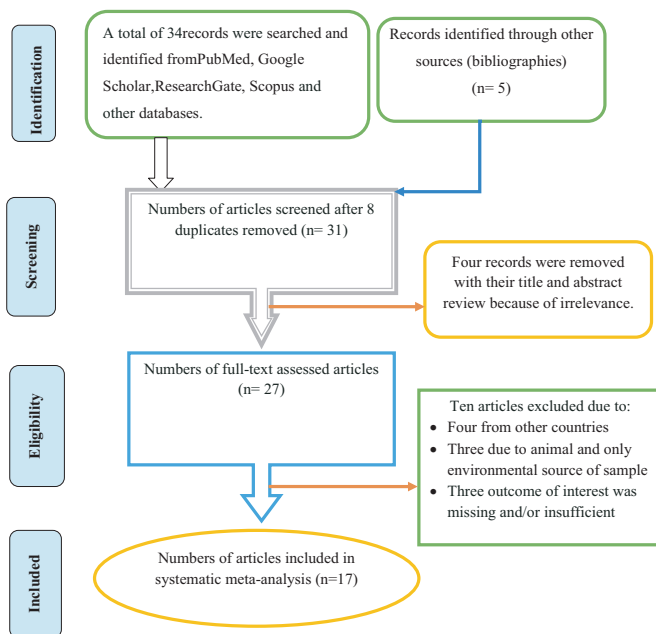 Identification
A total of 34records were searched and
identified fromPubMed, Google
Scholar,ResearchGate, Scopus and
other databases.
Records identified through other
sources (bibliographies)
(n= 5)
Screening
Numbers of articles screened after 8
duplicates removed (n= 31)
Four records were removed
with their title and abstract
review because of irrelevance.
Eligibility
Numbers of full-text assessed articles
(n= 27)
Ten articles excluded due to:
• Four from other countries
• Three due to animal and only
environmental source of sample
• Three outcome of interest was
missing and/or insufficient
Included
Numbers of articles included in
systematic meta-analysis (n=17)